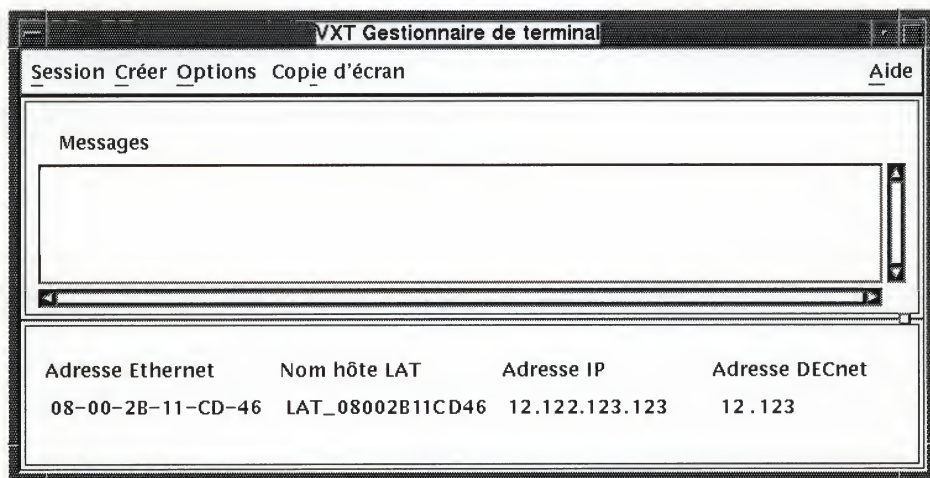 VXT Gestionnaire de terminal
Session Créer Options Copie d'écran Aide
Messages
Adresse Ethernet Nom hôte LAT Adresse IP Adresse DECnet
08-00-2B-11-CD-46 LAT_08002B11CD46 12.122.123.123 12.123